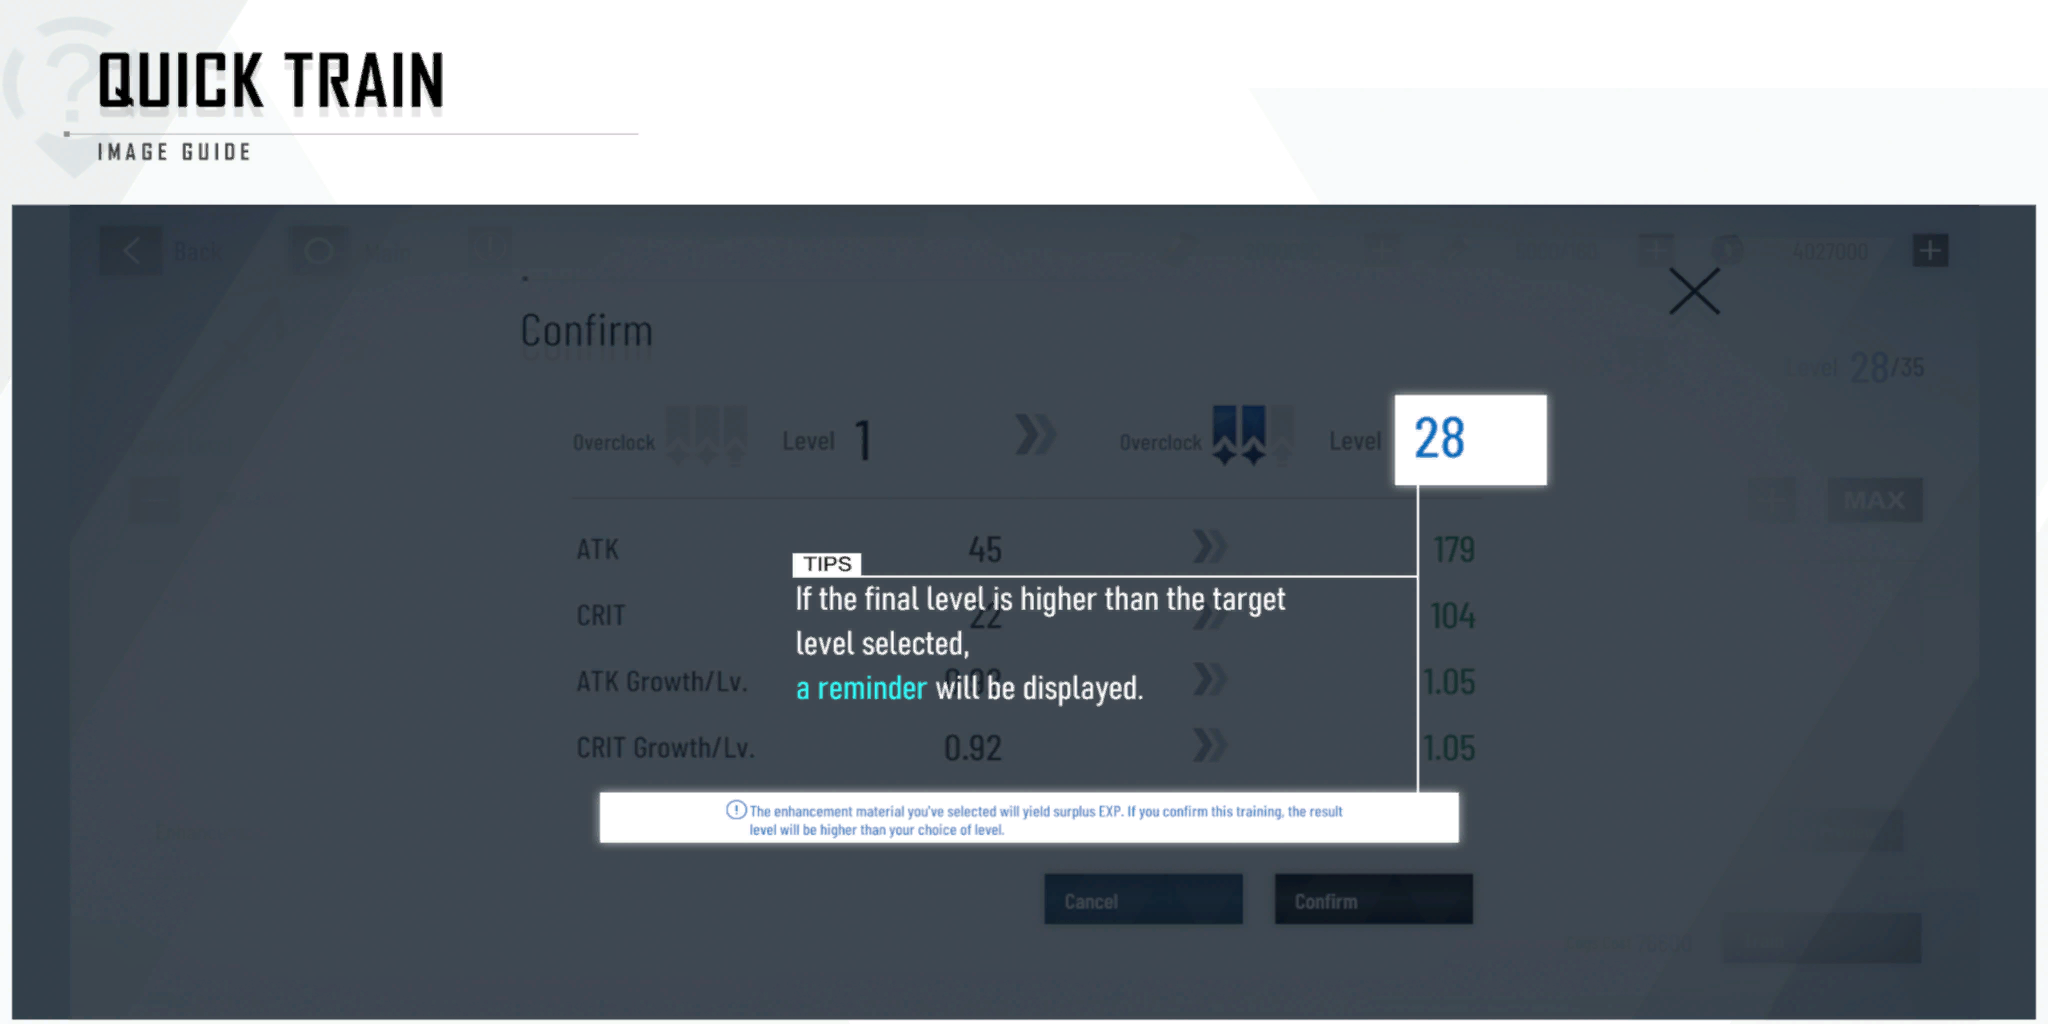 QUICK TRAIN
IMAGE GUIDE
Back
4027000
Confirm
Level 28/35
Overclock Level 1 Overclock Level 28
MAX
ATK 45 179
TIPS
If the final level is higher than the target
CRIT 22 104
level selected,
ATK Growth/Lv. 1.05
a reminder will be displayed.
CRIT Growth/Lv. 0.92 1.05
The enhancement material you've selected will yield surplus EXP. If you confirm this training, the result
level will be higher than your choice of level.
Cancel Confirm